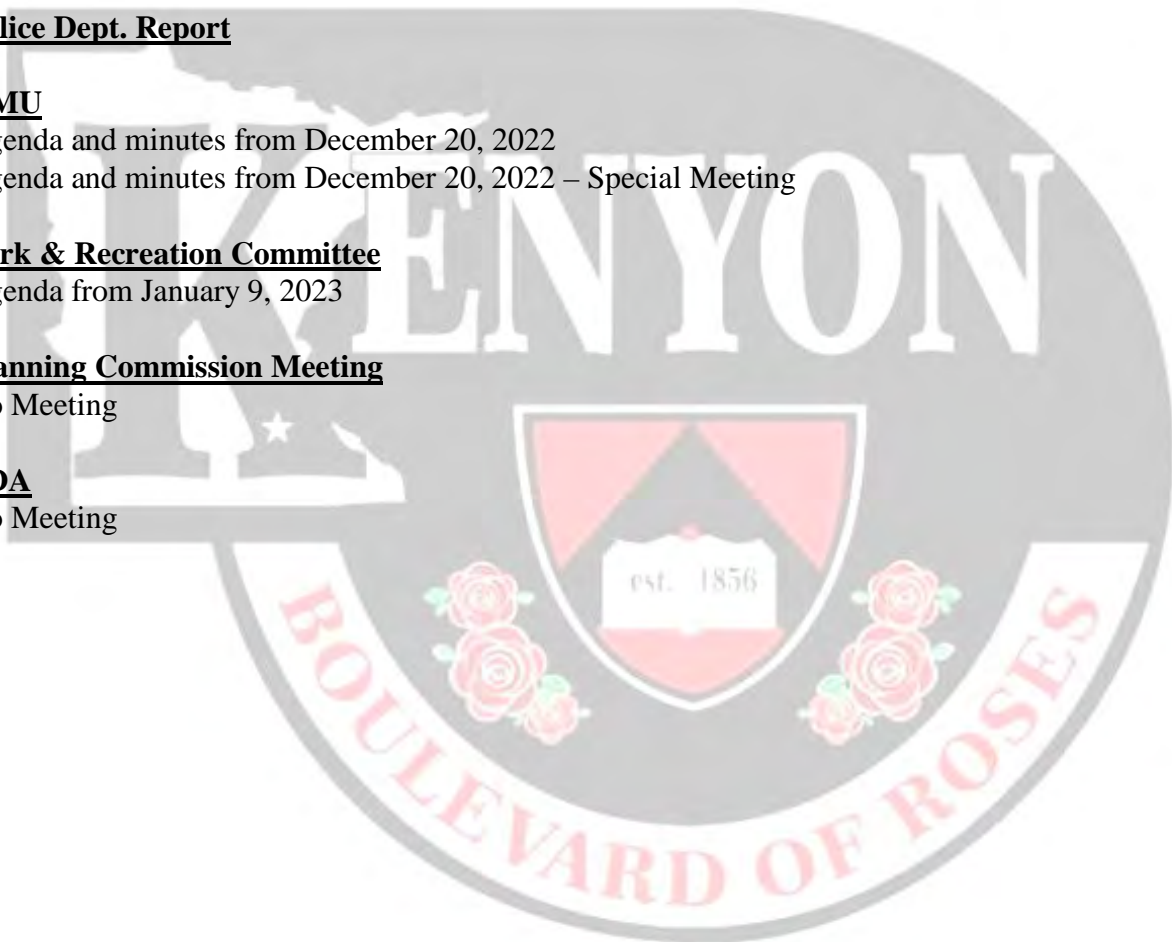 lice Dept. Report
MU
genda and minutes from December 20, 2022
genda and minutes from December 20, 2022 – Special Meeting
rk & Recreation Committee
genda from January 9, 2023
anning Commission Meeting
o Meeting
DA
o Meeting
KENYON
est. 1856
BOULEVARD OF ROSES